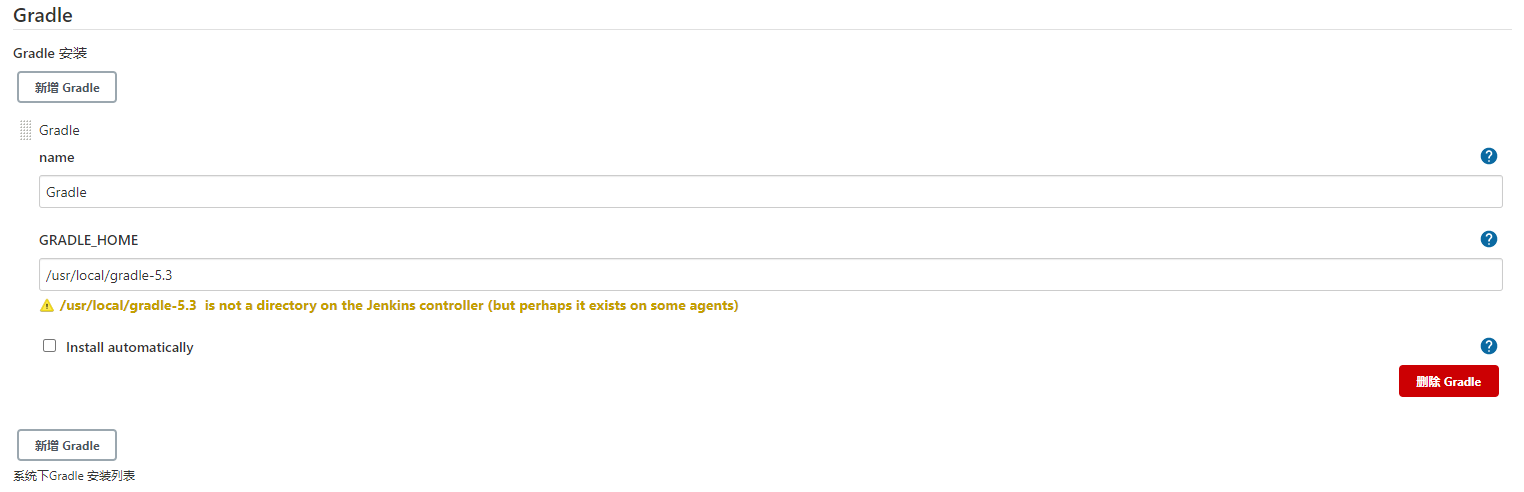 Gradle
Gradle 安装
新增 Gradle
Gradle
name
Gradle
GRADLE_HOME
/usr/local/gradle-5.3
/usr/local/gradle-5.3  is not a directory on the Jenkins controller (but perhaps it exists on some agents)
Install automatically
删除 Gradle
新增 Gradle
系统下Gradle 安装列表